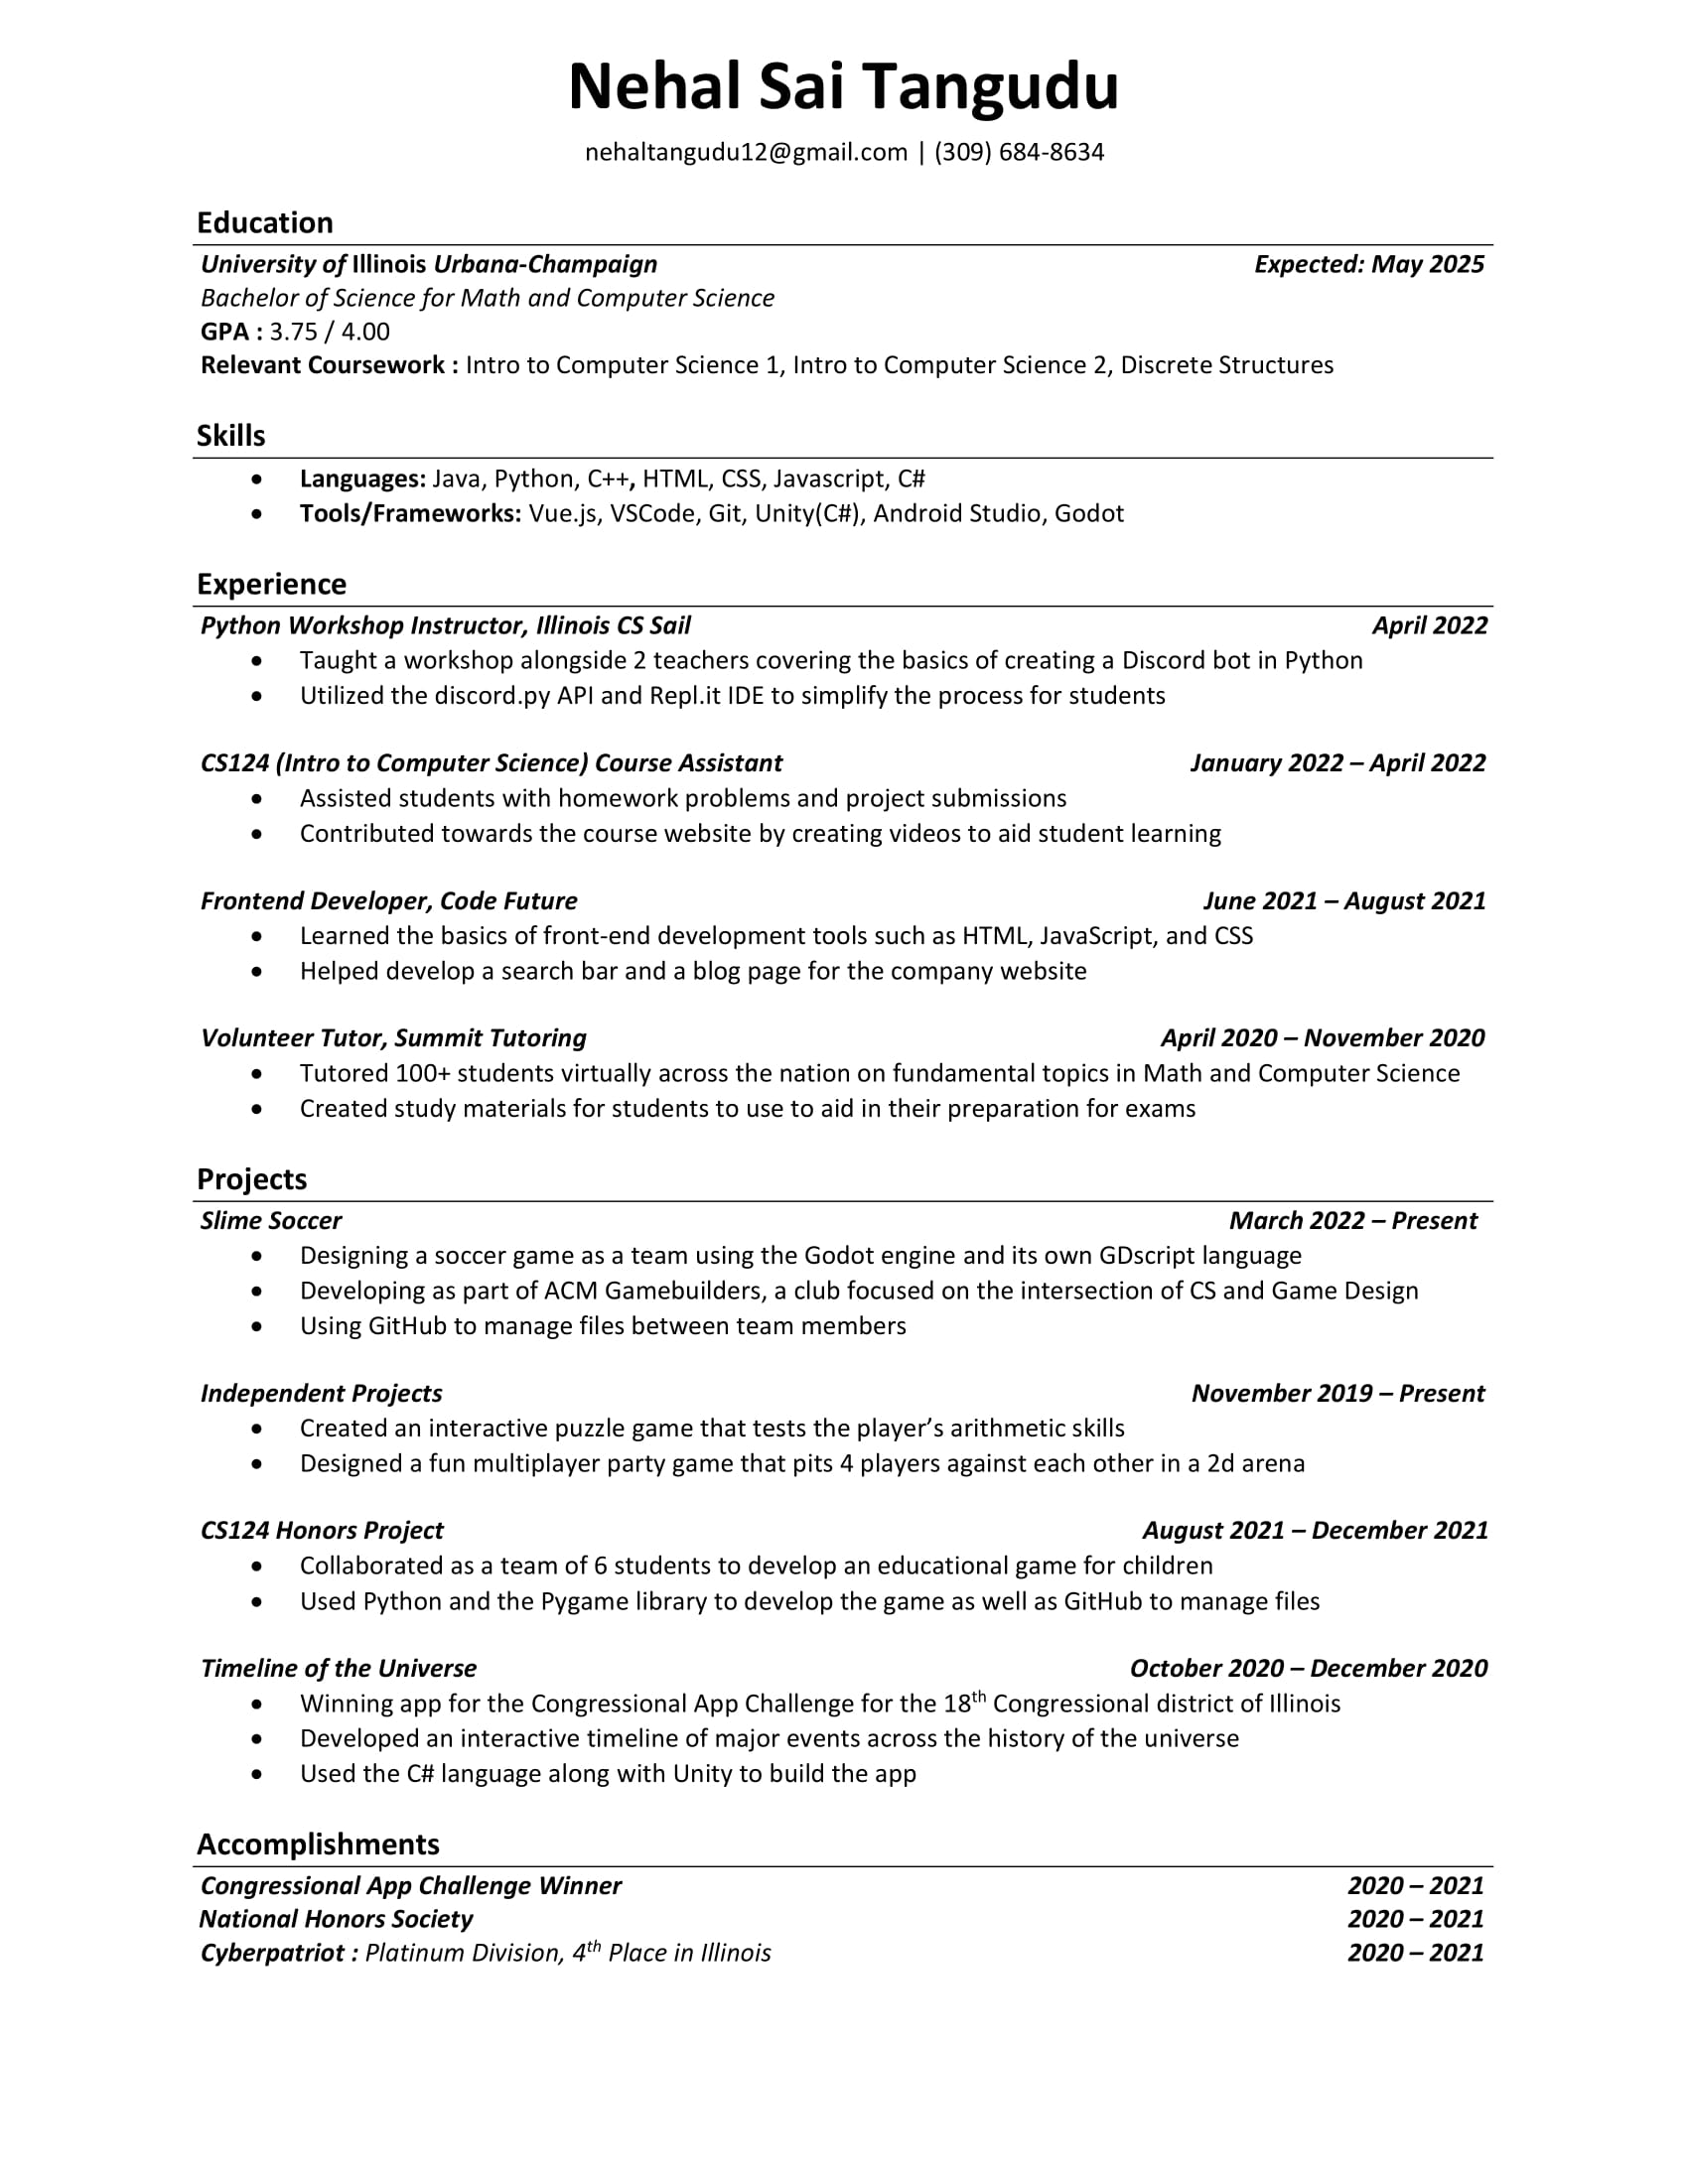 Nehal Sai Tangudu
nehaltangudu12@gmail.com | (309) 684-8634
Education
University of Illinois Urbana-Champaign Expected: May 2025
Bachelor of Science for Math and Computer Science
GPA : 3.75 / 4.00
Relevant Coursework : Intro to Computer Science 1, Intro to Computer Science 2, Discrete Structures
Skills
• Languages: Java, Python, C++, HTML, CSS, Javascript, C#
• Tools/Frameworks: Vue.js, VSCode, Git, Unity(C#), Android Studio, Godot
Experience
Python Workshop Instructor, Illinois CS Sail April 2022
• Taught a workshop alongside 2 teachers covering the basics of creating a Discord bot in Python
• Utilized the discord.py API and Repl.it IDE to simplify the process for students
CS124 (Intro to Computer Science) Course Assistant January 2022 – April 2022
• Assisted students with homework problems and project submissions
• Contributed towards the course website by creating videos to aid student learning
Frontend Developer, Code Future June 2021 – August 2021
• Learned the basics of front-end development tools such as HTML, JavaScript, and CSS
• Helped develop a search bar and a blog page for the company website
Volunteer Tutor, Summit Tutoring April 2020 – November 2020
• Tutored 100+ students virtually across the nation on fundamental topics in Math and Computer Science
• Created study materials for students to use to aid in their preparation for exams
Projects
Slime Soccer March 2022 – Present
• Designing a soccer game as a team using the Godot engine and its own GDscript language
• Developing as part of ACM Gamebuilders, a club focused on the intersection of CS and Game Design
• Using GitHub to manage files between team members
Independent Projects November 2019 – Present
• Created an interactive puzzle game that tests the player’s arithmetic skills
• Designed a fun multiplayer party game that pits 4 players against each other in a 2d arena
CS124 Honors Project August 2021 – December 2021
• Collaborated as a team of 6 students to develop an educational game for children
• Used Python and the Pygame library to develop the game as well as GitHub to manage files
Timeline of the Universe October 2020 – December 2020
• Winning app for the Congressional App Challenge for the 18th Congressional district of Illinois
• Developed an interactive timeline of major events across the history of the universe
• Used the C# language along with Unity to build the app
Accomplishments
Congressional App Challenge Winner 2020 – 2021
National Honors Society 2020 – 2021
Cyberpatriot : Platinum Division, 4th Place in Illinois 2020 – 2021